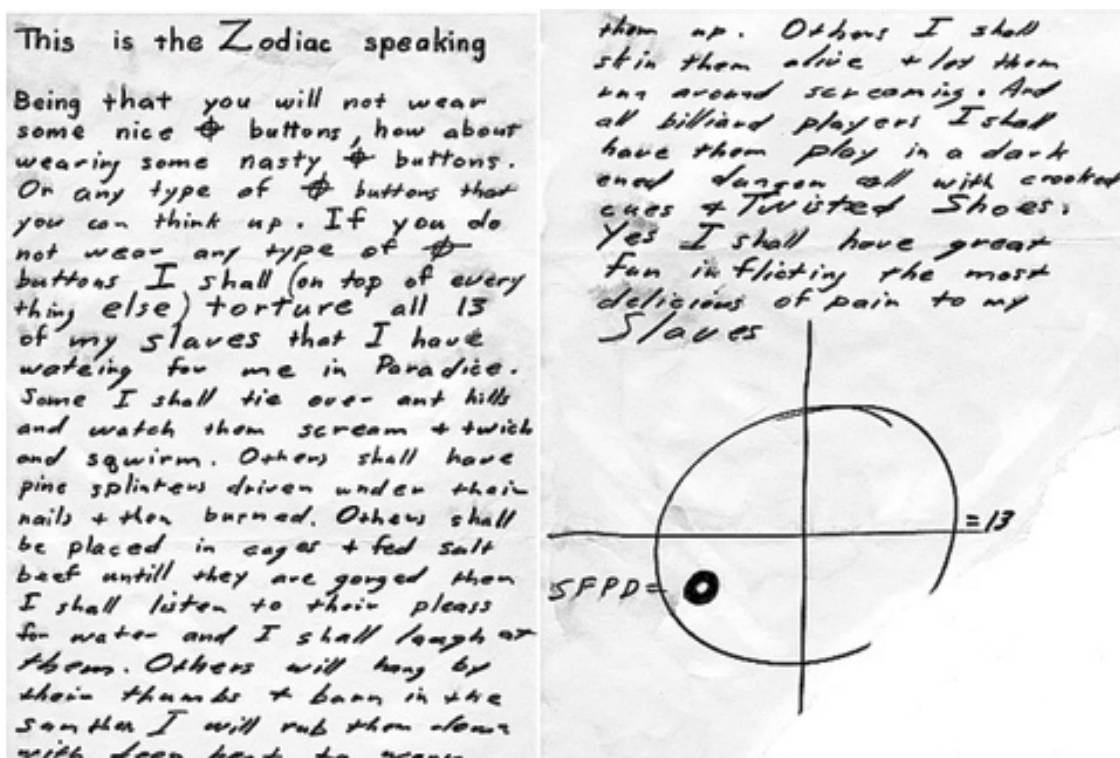 This is the Zodiac speaking
Being that you will not wear
some nice ⌖ buttons, how about
wearing some nasty ⌖ buttons.
Or any type of ⌖ buttons that
you can think up. If you do
not wear any type of ⌖
buttons I shall (on top of every
thing else) torture all 13
of my slaves that I have
wateing for me in Paradice.
Some I shall tie over ant hills
and watch them scream + twich
and squirm. Others shall have
pine splinters driven under their
nails + then burned. Others shall
be placed in cages + fed salt
beef untill they are gorged then
I shall listen to their pleass
for water and I shall laugh at
them. Others will hang by
their thumbs + burn in the
sun then I will rub them down
with deep heat to warm
them up. Others I shall
skin them alive + let them
run around screaming. And
all billiard players I shall
have them play in a dark
ened dungen cell with crooked
cues & Twisted Shoes.
Yes I shall have great
fun inflicting the most
delicious of pain to my
Slaves
= 13
SFPD =